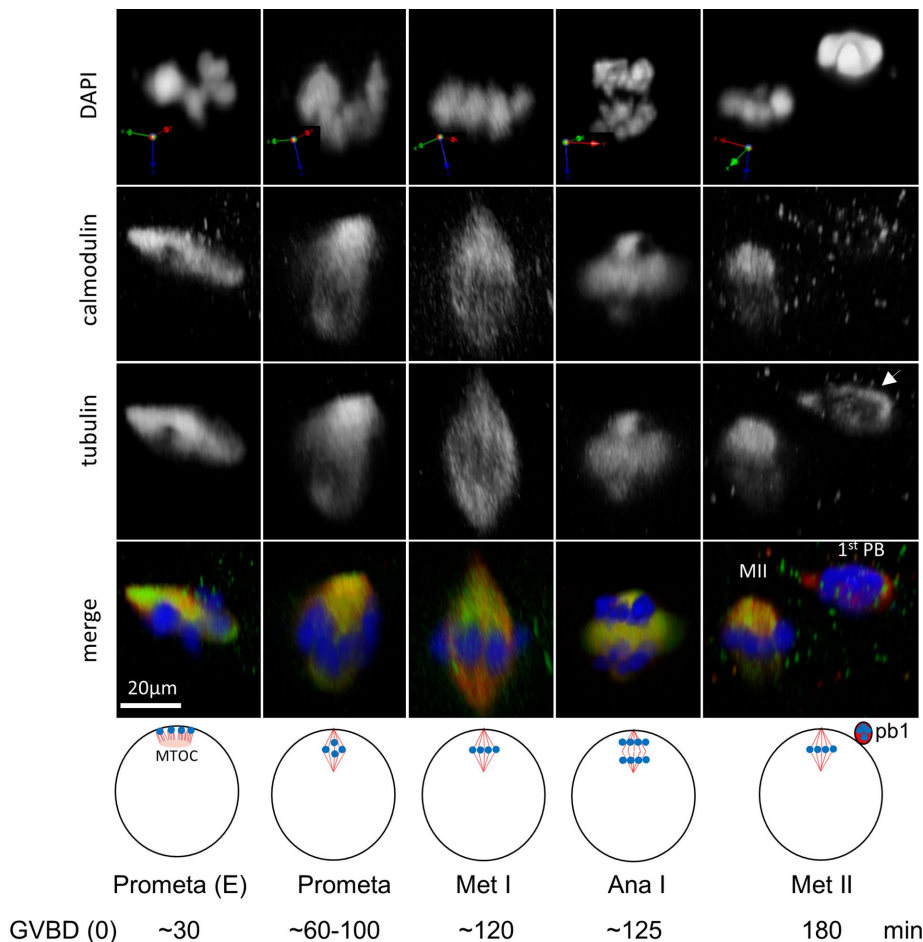 DAPI
calmodulin
tubulin
merge
1st PB
MII
20μm
MTOC
pb1
Prometa (E) Prometa Met I Ana I Met II
GVBD (0) ~30 ~60-100 ~120 ~125 180 min